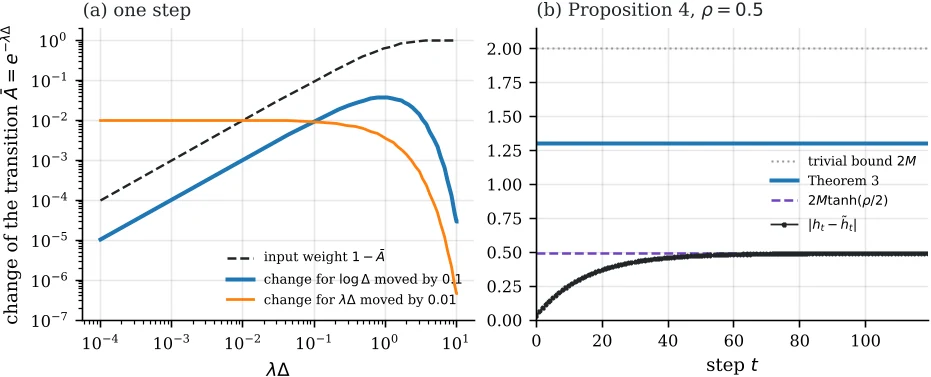 (a) one step
change of the transition Ā = e^{−λΔ}
10^0
10^{−1}
10^{−2}
10^{−3}
10^{−4}
10^{−5}
10^{−6}
10^{−7}
input weight 1 − Ā
change for log Δ moved by 0.1
change for λΔ moved by 0.01
10^{−4} 10^{−3} 10^{−2} 10^{−1} 10^0 10^1
λΔ
(b) Proposition 4, ρ = 0.5
2.00
1.75
1.50
1.25
1.00
0.75
0.50
0.25
0.00
trivial bound 2M
Theorem 3
2Mtanh(ρ/2)
|h_t − h̃_t|
0 20 40 60 80 100
step t